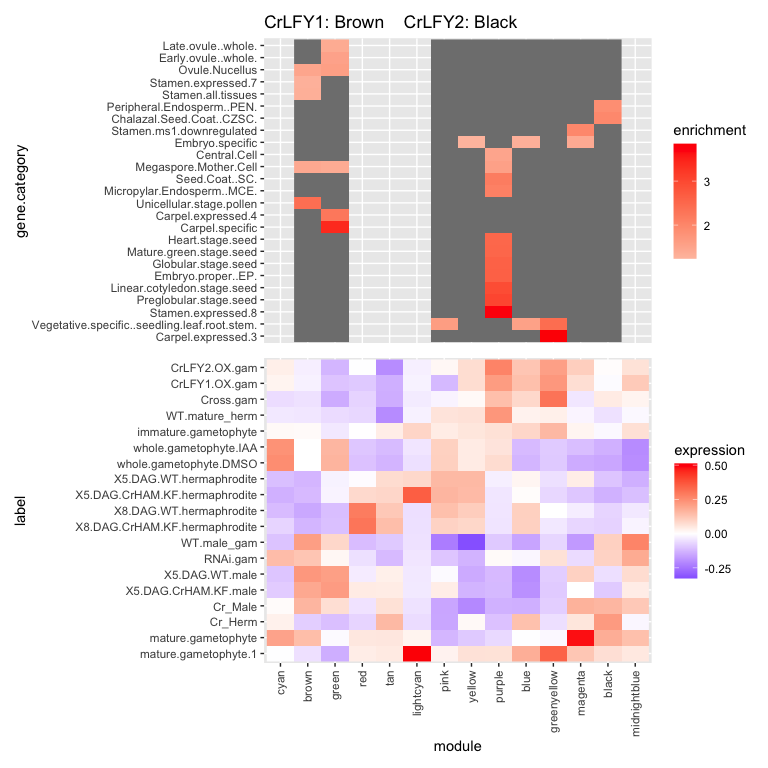 CrLFY1: Brown    CrLFY2: Black
gene.category
Late.ovule..whole.
Early.ovule..whole.
Ovule.Nucellus
Stamen.expressed.7
Stamen.all.tissues
Peripheral.Endosperm..PEN.
Chalazal.Seed.Coat..CZSC.
Stamen.ms1.downregulated
Embryo.specific
Central.Cell
Megaspore.Mother.Cell
Seed.Coat..SC.
Micropylar.Endosperm..MCE.
Unicellular.stage.pollen
Carpel.expressed.4
Carpel.specific
Heart.stage.seed
Mature.green.stage.seed
Globular.stage.seed
Embryo.proper..EP.
Linear.cotyledon.stage.seed
Preglobular.stage.seed
Stamen.expressed.8
Vegetative.specific..seedling.leaf.root.stem.
Carpel.expressed.3
enrichment
3
2
label
CrLFY2.OX.gam
CrLFY1.OX.gam
Cross.gam
WT.mature_herm
immature.gametophyte
whole.gametophyte.IAA
whole.gametophyte.DMSO
X5.DAG.WT.hermaphrodite
X5.DAG.CrHAM.KF.hermaphrodite
X8.DAG.WT.hermaphrodite
X8.DAG.CrHAM.KF.hermaphrodite
WT.male_gam
RNAi.gam
X5.DAG.WT.male
X5.DAG.CrHAM.KF.male
Cr_Male
Cr_Herm
mature.gametophyte
mature.gametophyte.1
expression
0.50
0.25
0.00
-0.25
cyan
brown
green
red
tan
lightcyan
pink
yellow
purple
blue
greenyellow
magenta
black
midnightblue
module